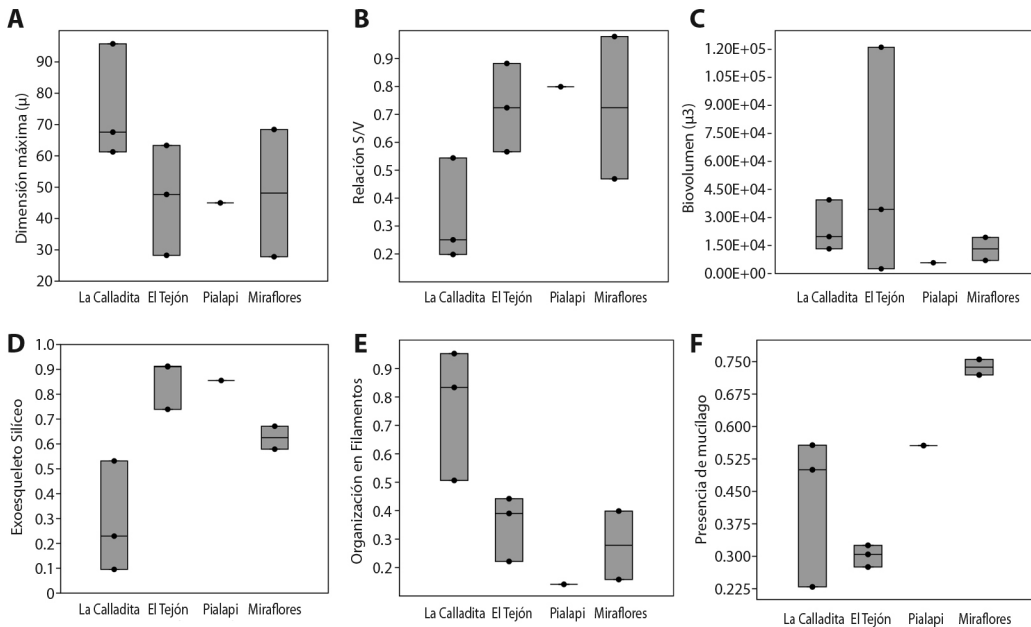 A
Dimensión máxima (µ)
90
80
70
60
50
40
30
20
La Calladita El Tejón Pialapi Miraflores
B
Relación S/V
0.9
0.8
0.7
0.6
0.5
0.4
0.3
0.2
La Calladita El Tejón Pialapi Miraflores
C
Biovolumen (µ3)
1.20E+05
1.20E+04
9.00E+04
7.50E+04
7.50E+04
4.50E+04
3.00E+04
1.50E+04
0.00E+00
La Calladita El Tejón Pialapi Miraflores
D
Exoesqueleto Silíceo
1.0
0.9
0.8
0.7
0.6
0.5
0.4
0.3
0.2
0.1
0
La Calladita El Tejón Pialapi Miraflores
E
Organización en Filamentos
0.9
0.8
0.7
0.6
0.5
0.4
0.3
0.2
La Calladita El Tejón Pialapi Miraflores
F
Presencia de mucílago
0.750
0.675
0.600
0.525
0.450
0.375
0.300
0.225
La Calladita El Tejón Pialapi Miraflores